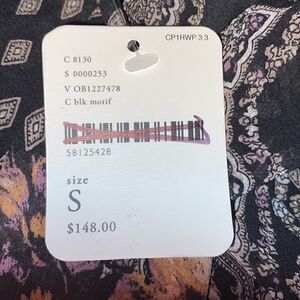 CP1RWP 3 3
C 8130
S 0000253
V OB1227478
C blk motif
58125428
size
S
$148.00